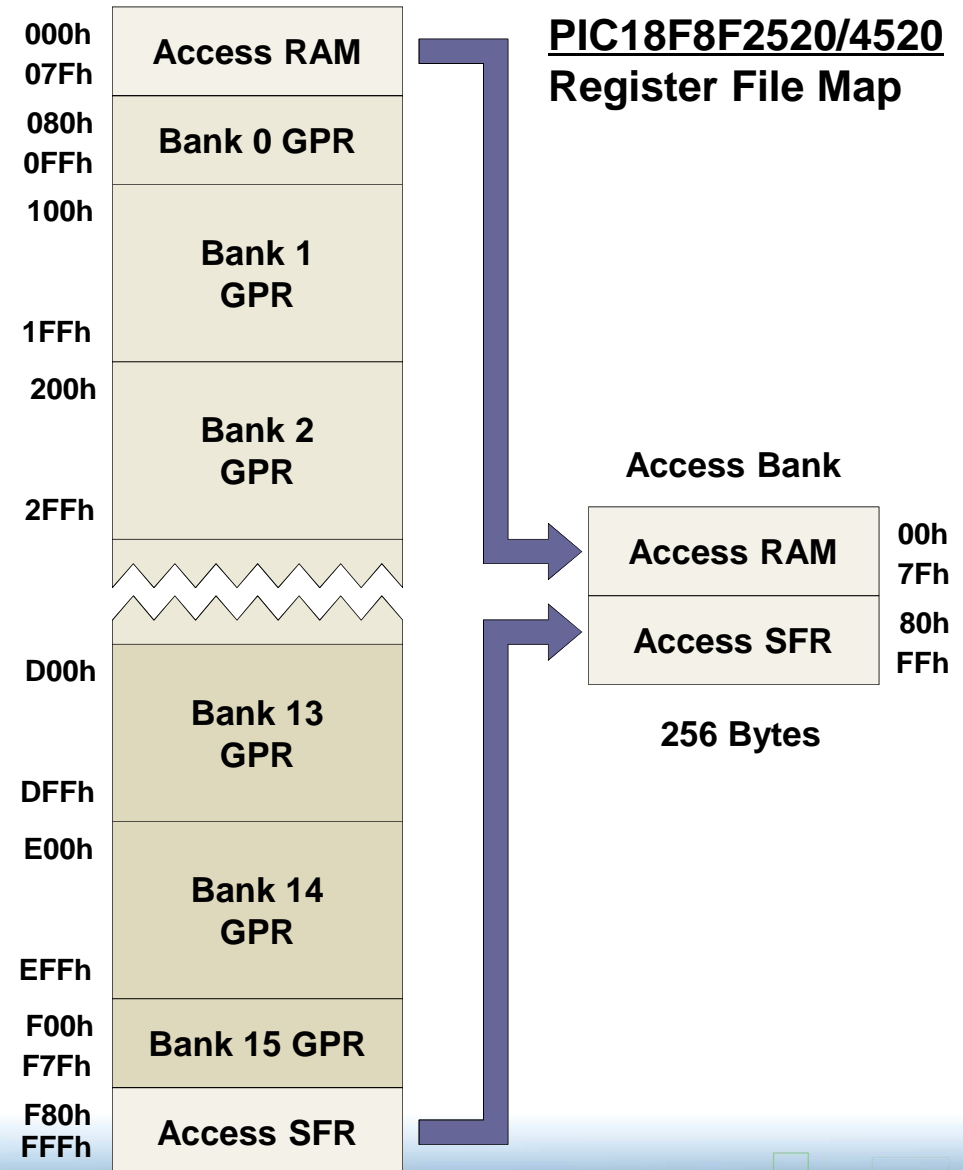 PIC18F8F2520/4520
Register File Map
000h
07Fh
Access RAM
080h
0FFh
Bank 0 GPR
100h
Bank 1
GPR
1FFh
200h
Bank 2
GPR
2FFh
D00h
Bank 13
GPR
DFFh
E00h
Bank 14
GPR
EFFh
F00h
F7Fh
Bank 15 GPR
F80h
FFFh
Access SFR
Access Bank
Access RAM
00h
7Fh
Access SFR
80h
FFh
256 Bytes